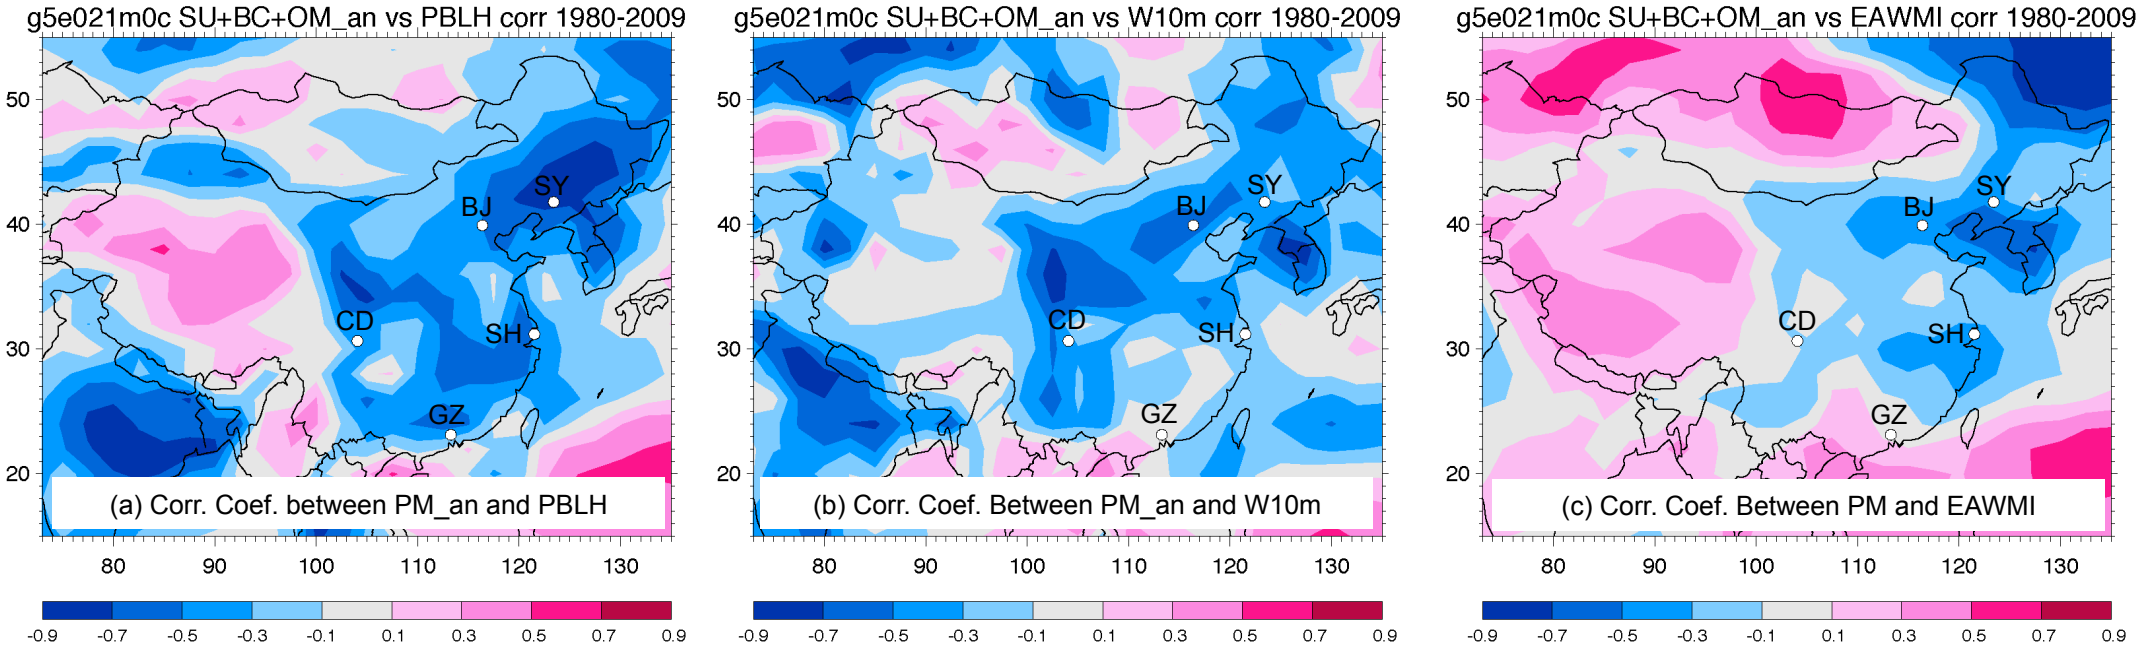 g5e021m0c SU+BC+OM_an vs PBLH corr 1980-2009
50
40
30
20
SY
BJ
CD
SH
GZ
(a) Corr. Coef. between PM_an and PBLH
80 90 100 110 120 130
-0.9 -0.7 -0.5 -0.3 -0.1 0.1 0.3 0.5 0.7 0.9
g5e021m0c SU+BC+OM_an vs W10m corr 1980-2009
50
40
30
20
SY
BJ
CD
SH
GZ
(b) Corr. Coef. Between PM_an and W10m
80 90 100 110 120 130
-0.9 -0.7 -0.5 -0.3 -0.1 0.1 0.3 0.5 0.7 0.9
g5e021m0c SU+BC+OM_an vs EAWMI corr 1980-2009
50
40
30
20
SY
BJ
CD
SH
GZ
(c) Corr. Coef. Between PM and EAWMI
80 90 100 110 120 130
-0.9 -0.7 -0.5 -0.3 -0.1 0.1 0.3 0.5 0.7 0.9